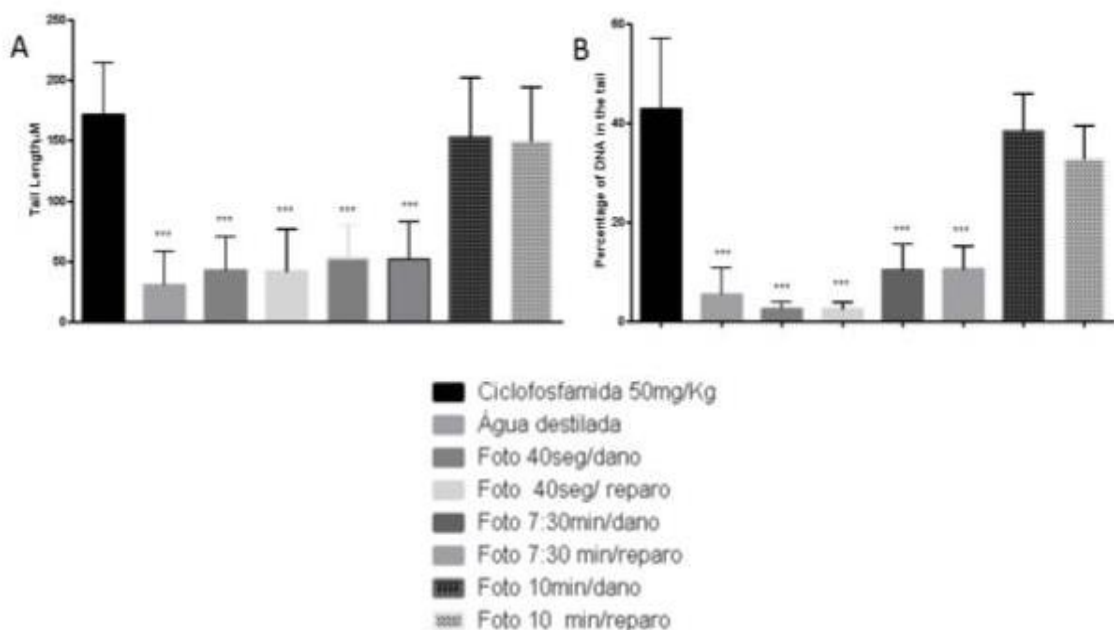 A
Tail LengthµM
250
200
150
100
50
0
***
***
***
***
***
B
Percentage of DNA in the tail
60
40
20
0
***
***
***
***
***
Ciclofosfamida 50mg/Kg
Água destilada
Foto 40seg/dano
Foto 40seg/ reparo
Foto 7:30min/dano
Foto 7:30 min/reparo
Foto 10min/dano
Foto 10 min/reparo